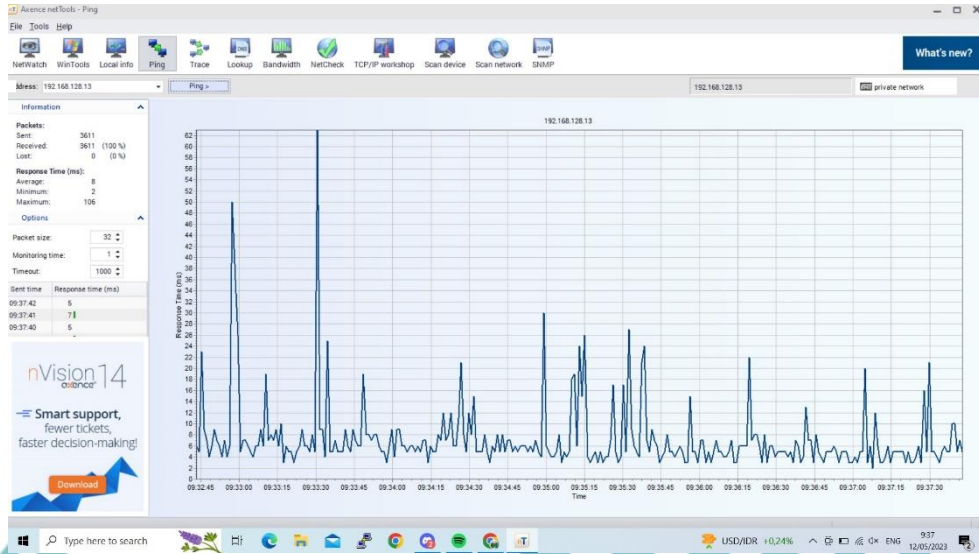 Axence netTools - Ping
File Tools Help
NetWatch WinTools Local info Ping Trace Lookup Bandwidth NetCheck TCP/IP workshop Scan device Scan network SNMP
What's new?
ddress: 192.168.128.13 Ping > 192.168.128.13 private network
Information
Packets:
Sent: 3611
Received: 3611 (100 %)
Lost: 0 (0 %)
Response Time (ms):
Average: 8
Minimum: 2
Maximum: 106
Options
Packet size: 32
Monitoring time: 1
Timeout: 1000
Sent time Response time (ms)
09:37:42 5
09:37:41 7
09:37:40 5
nVision 14
axence
Smart support,
fewer tickets,
faster decision-making!
Download
192.168.128.13
62
60
58
56
54
52
50
48
46
44
42
40
38
36
34
32
30
28
26
24
22
20
18
16
14
12
10
8
6
4
2
0
Response Time (ms)
09:32:45 09:33:00 09:33:15 09:33:30 09:33:45 09:34:00 09:34:15 09:34:30 09:34:45 09:35:00 09:35:15 09:35:30 09:35:45 09:36:00 09:36:15 09:36:30 09:36:45 09:37:00 09:37:15 09:37:30
Time
Type here to search
USD/IDR +0,24%
ENG
9:37
12/05/2023